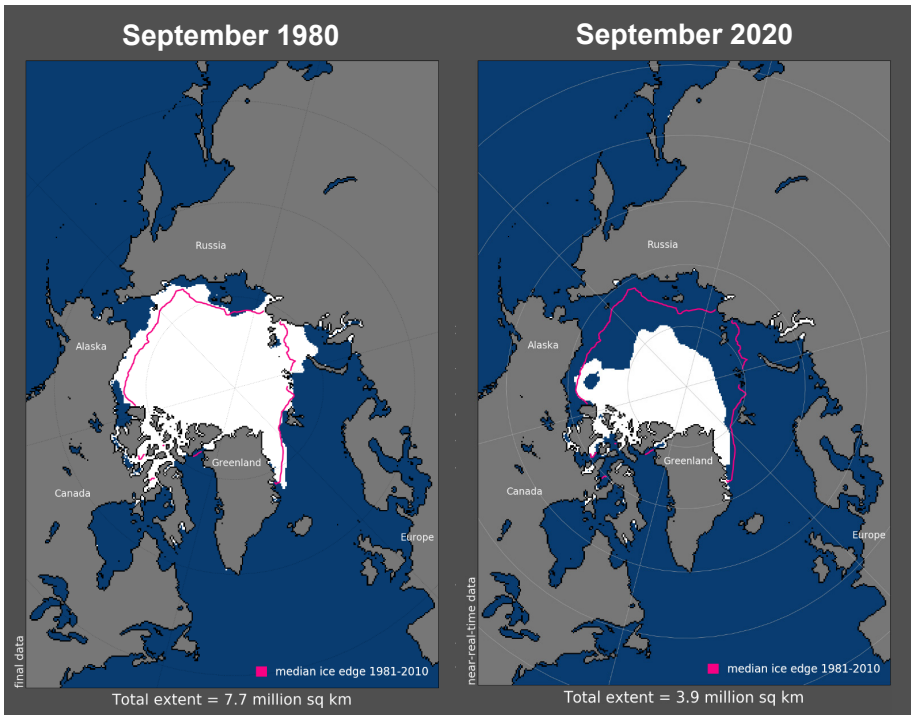 September 1980
Russia
Alaska
Greenland
Canada
Europe
final data
median ice edge 1981-2010
Total extent = 7.7 million sq km
September 2020
Russia
Alaska
Greenland
Canada
Europe
near-real-time data
median ice edge 1981-2010
Total extent = 3.9 million sq km